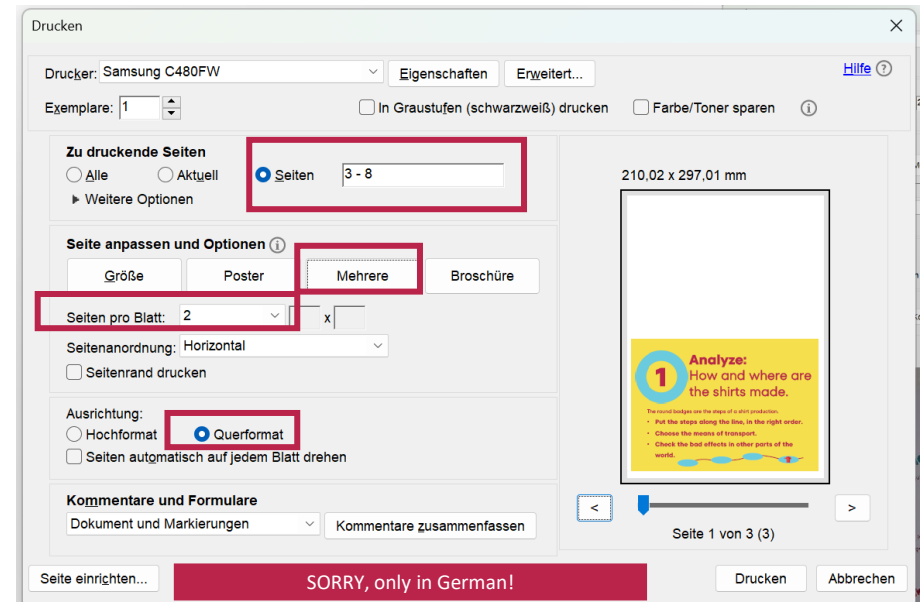 Drucken
Drucker: Samsung C480FW Eigenschaften Erweitert... Hilfe ?
Exemplare: 1 In Graustufen (schwarzweiß) drucken Farbe/Toner sparen i
Zu druckende Seiten
Alle Aktuell Seiten 3 - 8
Weitere Optionen
Seite anpassen und Optionen i
Größe Poster Mehrere Broschüre
Seiten pro Blatt: 2 x
Seitenanordnung: Horizontal
Seitenrand drucken
Ausrichtung:
Hochformat Querformat
Seiten automatisch auf jedem Blatt drehen
Kommentare und Formulare
Dokument und Markierungen Kommentare zusammenfassen
210,02 x 297,01 mm
1
Analyze:
How and where are
the shirts made.
The round badges are the steps of a shirt production.
• Put the steps along the line, in the right order.
• Choose the means of transport.
• Check the bad effects in other parts of the
world.
< >
Seite 1 von 3 (3)
Seite einrichten... SORRY, only in German! Drucken Abbrechen